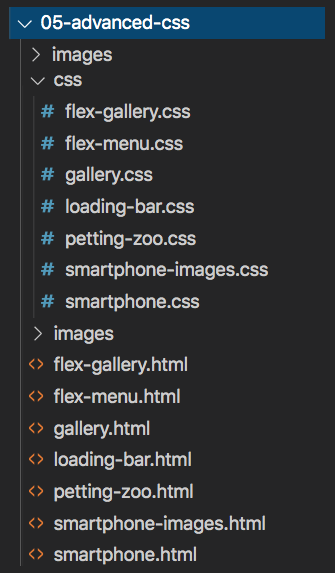 05-advanced-css
images
css
# flex-gallery.css
# flex-menu.css
# gallery.css
# loading-bar.css
# petting-zoo.css
# smartphone-images.css
# smartphone.css
images
<> flex-gallery.html
<> flex-menu.html
<> gallery.html
<> loading-bar.html
<> petting-zoo.html
<> smartphone-images.html
<> smartphone.html